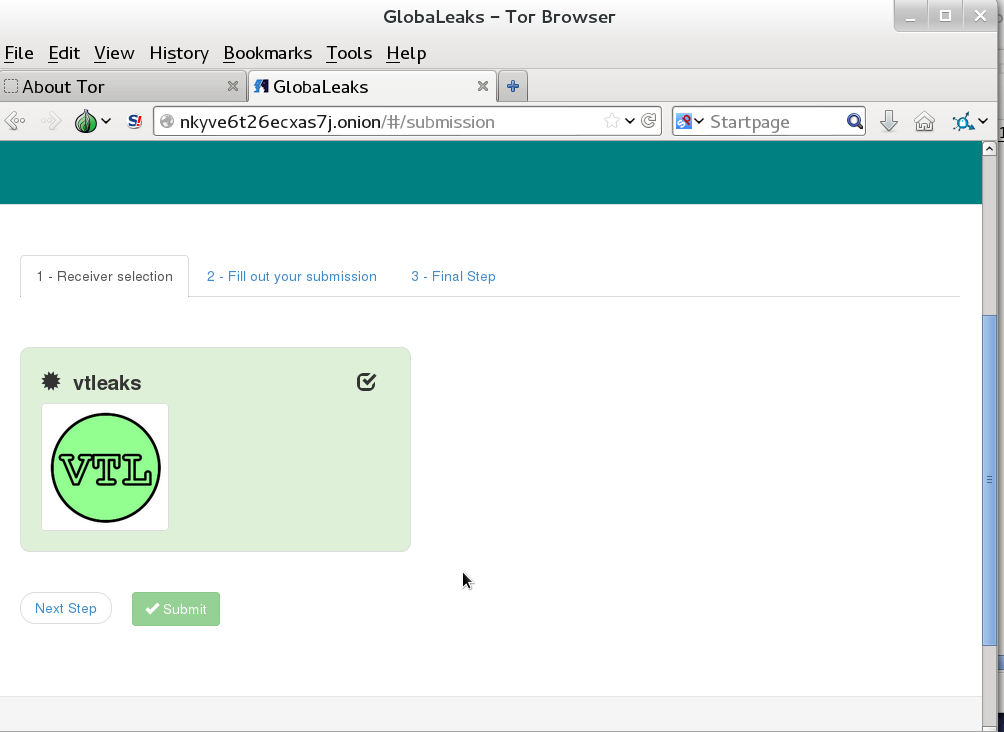 GlobaLeaks – Tor Browser
File Edit View History Bookmarks Tools Help
About Tor GlobaLeaks
nkyve6t26ecxas7j.onion/#/submission Startpage
1 - Receiver selection 2 - Fill out your submission 3 - Final Step
vtleaks
VTL
Next Step Submit